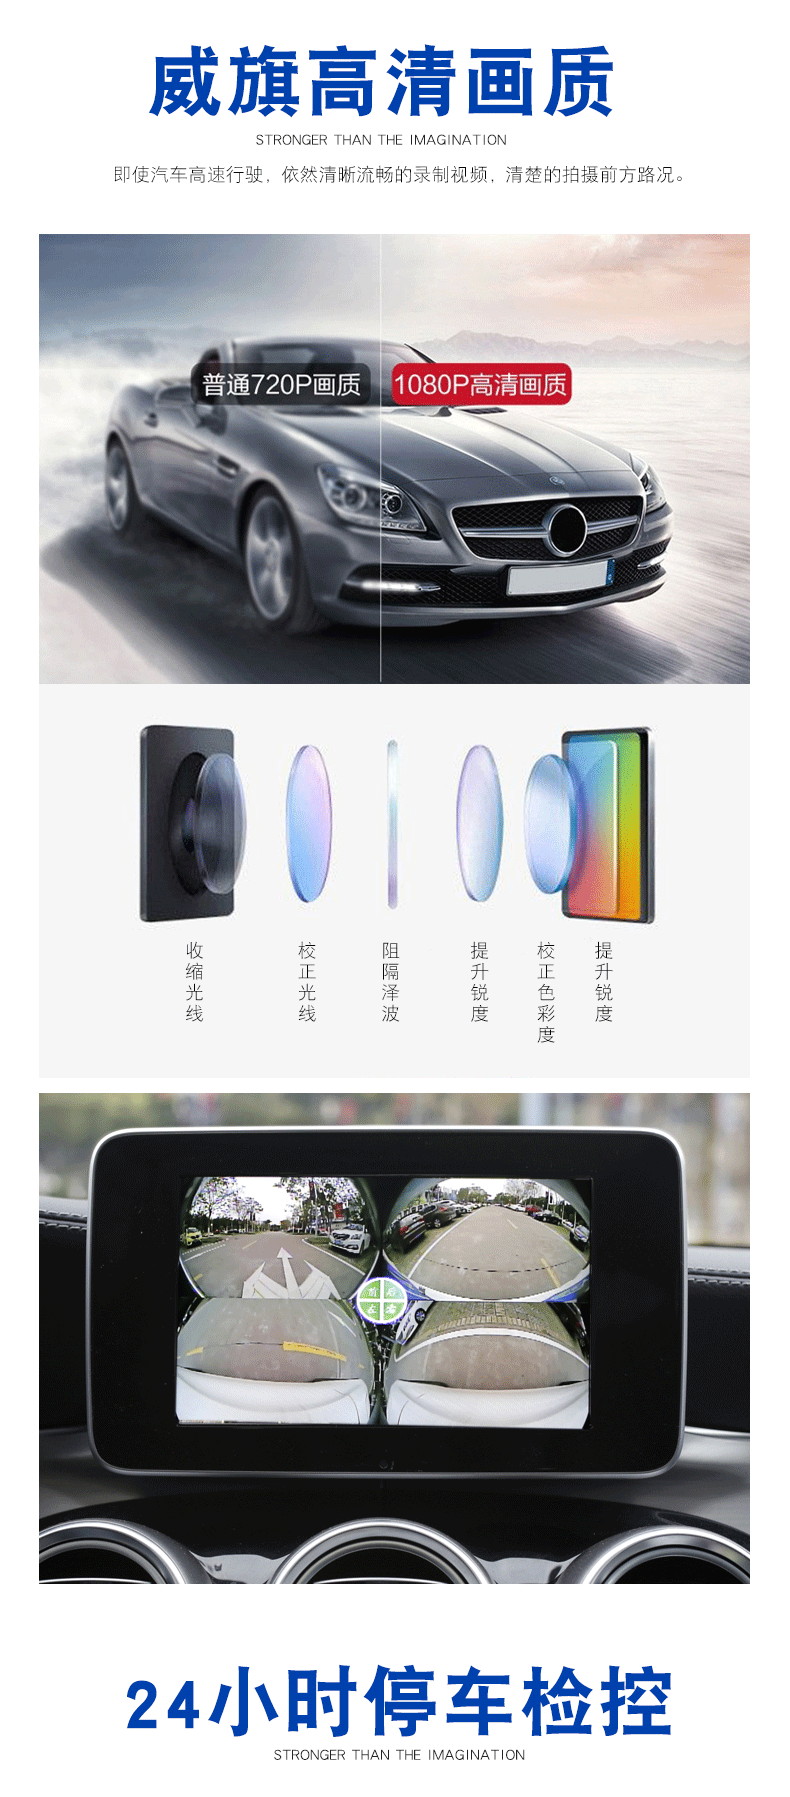 威旗高清画质
STRONGER THAN THE IMAGINATION
即使汽车高速行驶，依然清晰流畅的录制视频，清楚的拍摄前方路况。
普通720P画质
1080P高清画质
收缩光线
校正光线
阻隔泽波
提升锐度
校正色彩度
提升锐度
前 后
左 右
24小时停车检控
STRONGER THAN THE IMAGINATION